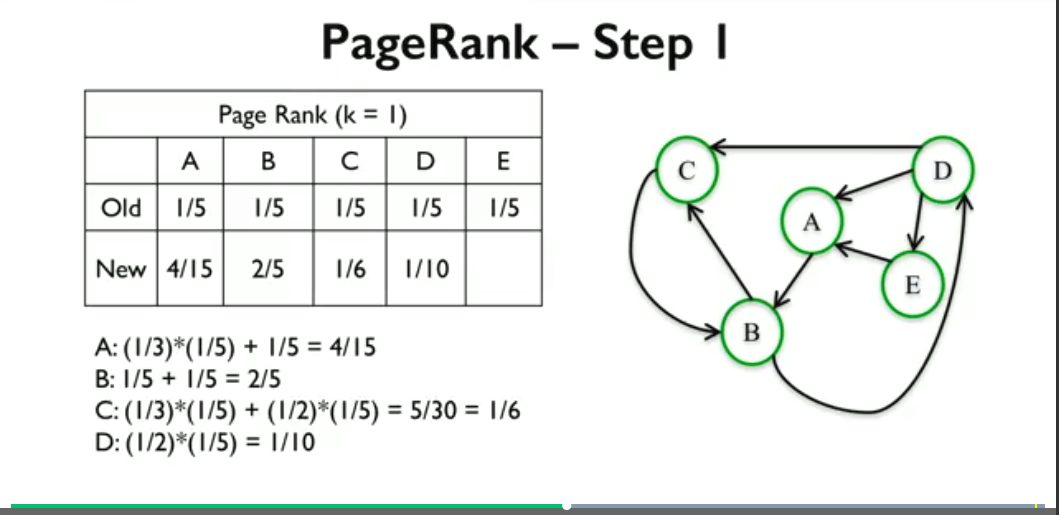 PageRank – Step 1
Page Rank (k = 1)
A B C D E
Old 1/5 1/5 1/5 1/5 1/5
New 4/15 2/5 1/6 1/10
A: (1/3)*(1/5) + 1/5 = 4/15
B: 1/5 + 1/5 = 2/5
C: (1/3)*(1/5) + (1/2)*(1/5) = 5/30 = 1/6
D: (1/2)*(1/5) = 1/10
C
D
A
E
B